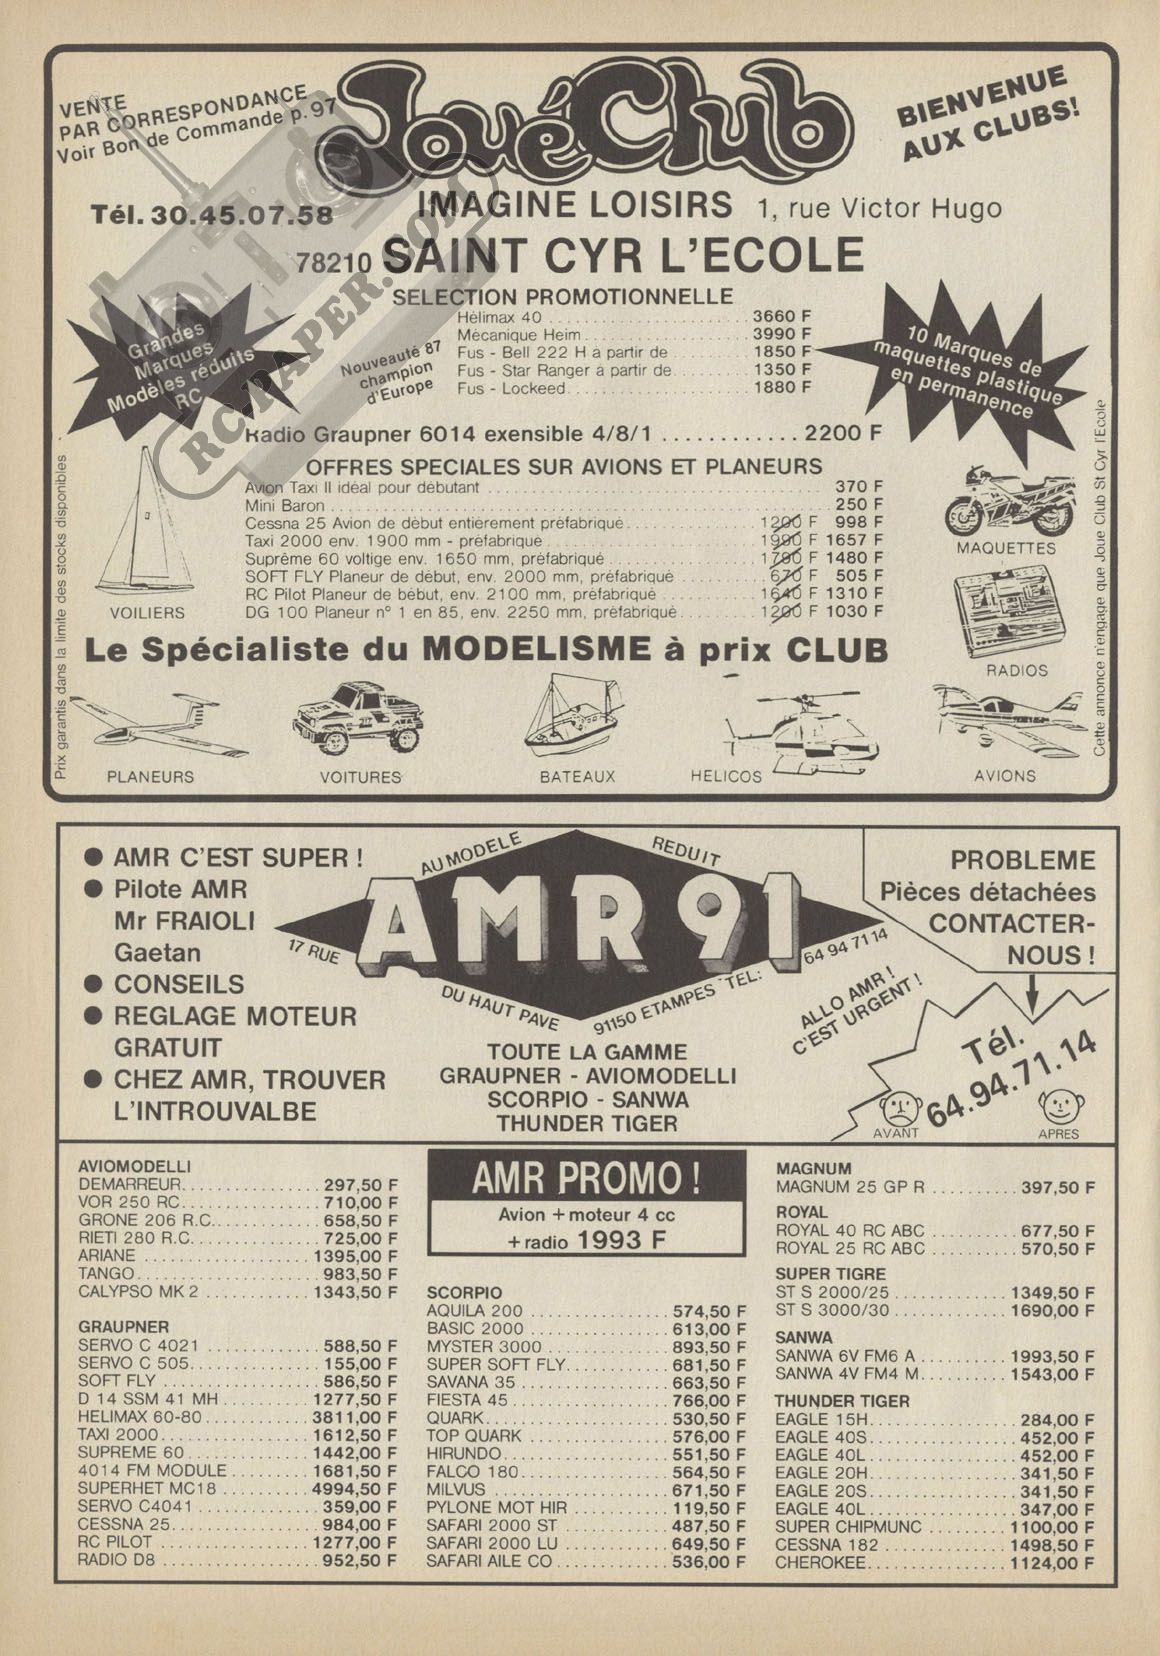 VENTE
PAR CORRESPONDANCE
Voir Bon de Commande p. 97
JouéClub
BIENVENUE
AUX CLUBS!
Tél. 30.45.07.58
IMAGINE LOISIRS 1, rue Victor Hugo
78210 SAINT CYR L'ECOLE
RC-PAPER.COM
Grandes
Marques
Modèles réduits
RC
SELECTION PROMOTIONNELLE
Hélimax 40 3660 F
Mécanique Heim 3990 F
Fus - Bell 222 H à partir de 1850 F
Fus - Star Ranger à partir de 1350 F
Fus - Lockeed 1880 F
Nouveauté 87
champion
d'Europe
10 Marques de
maquettes plastique
en permanence
Radio Graupner 6014 exensible 4/8/1 2200 F
OFFRES SPECIALES SUR AVIONS ET PLANEURS
Avion Taxi II idéal pour débutant 370 F
Mini Baron 250 F
Cessna 25 Avion de début entièrement préfabriqué 1200 F 998 F
Taxi 2000 env. 1900 mm - préfabrique 1990 F 1657 F
Suprême 60 voltige env. 1650 mm, préfabriqué 1790 F 1480 F
SOFT FLY Planeur de début, env. 2000 mm, préfabriqué 670 F 505 F
RC Pilot Planeur de bébut, env. 2100 mm, préfabriqué 1640 F 1310 F
DG 100 Planeur n° 1 en 85, env. 2250 mm, préfabriqué 1200 F 1030 F
VOILIERS
MAQUETTES
RADIOS
Le Spécialiste du MODELISME à prix CLUB
PLANEURS
VOITURES
BATEAUX
HELICOS
AVIONS
Prix garantis dans la limite des stocks disponibles
Cette annonce n'engage que Joue Club St Cyr l'Ecole
● AMR C'EST SUPER !
● Pilote AMR
Mr FRAIOLI
Gaetan
● CONSEILS
● REGLAGE MOTEUR
GRATUIT
● CHEZ AMR, TROUVER
L'INTROUVALBE
AU MODELE REDUIT
AMR 91
17 RUE DU HAUT PAVE 91150 ETAMPES TEL: 64 94 71 14
TOUTE LA GAMME
GRAUPNER - AVIOMODELLI
SCORPIO - SANWA
THUNDER TIGER
PROBLEME
Pièces détachées
CONTACTER-
NOUS !
ALLO AMR !
C'EST URGENT !
Tél.
64.94.71.14
AVANT
APRES
AVIOMODELLI
DEMARREUR 297,50 F
VOR 250 RC 710,00 F
GRONE 206 R.C. 658,50 F
RIETI 280 R.C. 725,00 F
ARIANE 1395,00 F
TANGO 983,50 F
CALYPSO MK 2 1343,50 F
GRAUPNER
SERVO C 4021 588,50 F
SERVO C 505 155,00 F
SOFT FLY 586,50 F
D 14 SSM 41 MH 1277,50 F
HELIMAX 60-80 3811,00 F
TAXI 2000 1612,50 F
SUPREME 60 1442,00 F
4014 FM MODULE 1681,50 F
SUPERHET MC18 4994,50 F
SERVO C4041 359,00 F
CESSNA 25 984,00 F
RC PILOT 1277,00 F
RADIO D8 952,50 F
AMR PROMO !
Avion + moteur 4 cc
+ radio 1993 F
SCORPIO
AQUILA 200 574,50 F
BASIC 2000 613,00 F
MYSTER 3000 893,50 F
SUPER SOFT FLY 681,50 F
SAVANA 35 663,50 F
FIESTA 45 766,00 F
QUARK 530,50 F
TOP QUARK 576,00 F
HIRUNDO 551,50 F
FALCO 180 564,50 F
MILVUS 671,50 F
PYLONE MOT HIR 119,50 F
SAFARI 2000 ST 487,50 F
SAFARI 2000 LU 649,50 F
SAFARI AILE CO 536,00 F
MAGNUM
MAGNUM 25 GP R 397,50 F
ROYAL
ROYAL 40 RC ABC 677,50 F
ROYAL 25 RC ABC 570,50 F
SUPER TIGRE
ST S 2000/25 1349,50 F
ST S 3000/30 1690,00 F
SANWA
SANWA 6V FM6 A 1993,50 F
SANWA 4V FM4 M 1543,00 F
THUNDER TIGER
EAGLE 15H 284,00 F
EAGLE 40S 452,00 F
EAGLE 40L 452,00 F
EAGLE 20H 341,50 F
EAGLE 20S 341,50 F
EAGLE 40L 347,00 F
SUPER CHIPMUNC 1100,00 F
CESSNA 182 1498,50 F
CHEROKEE 1124,00 F